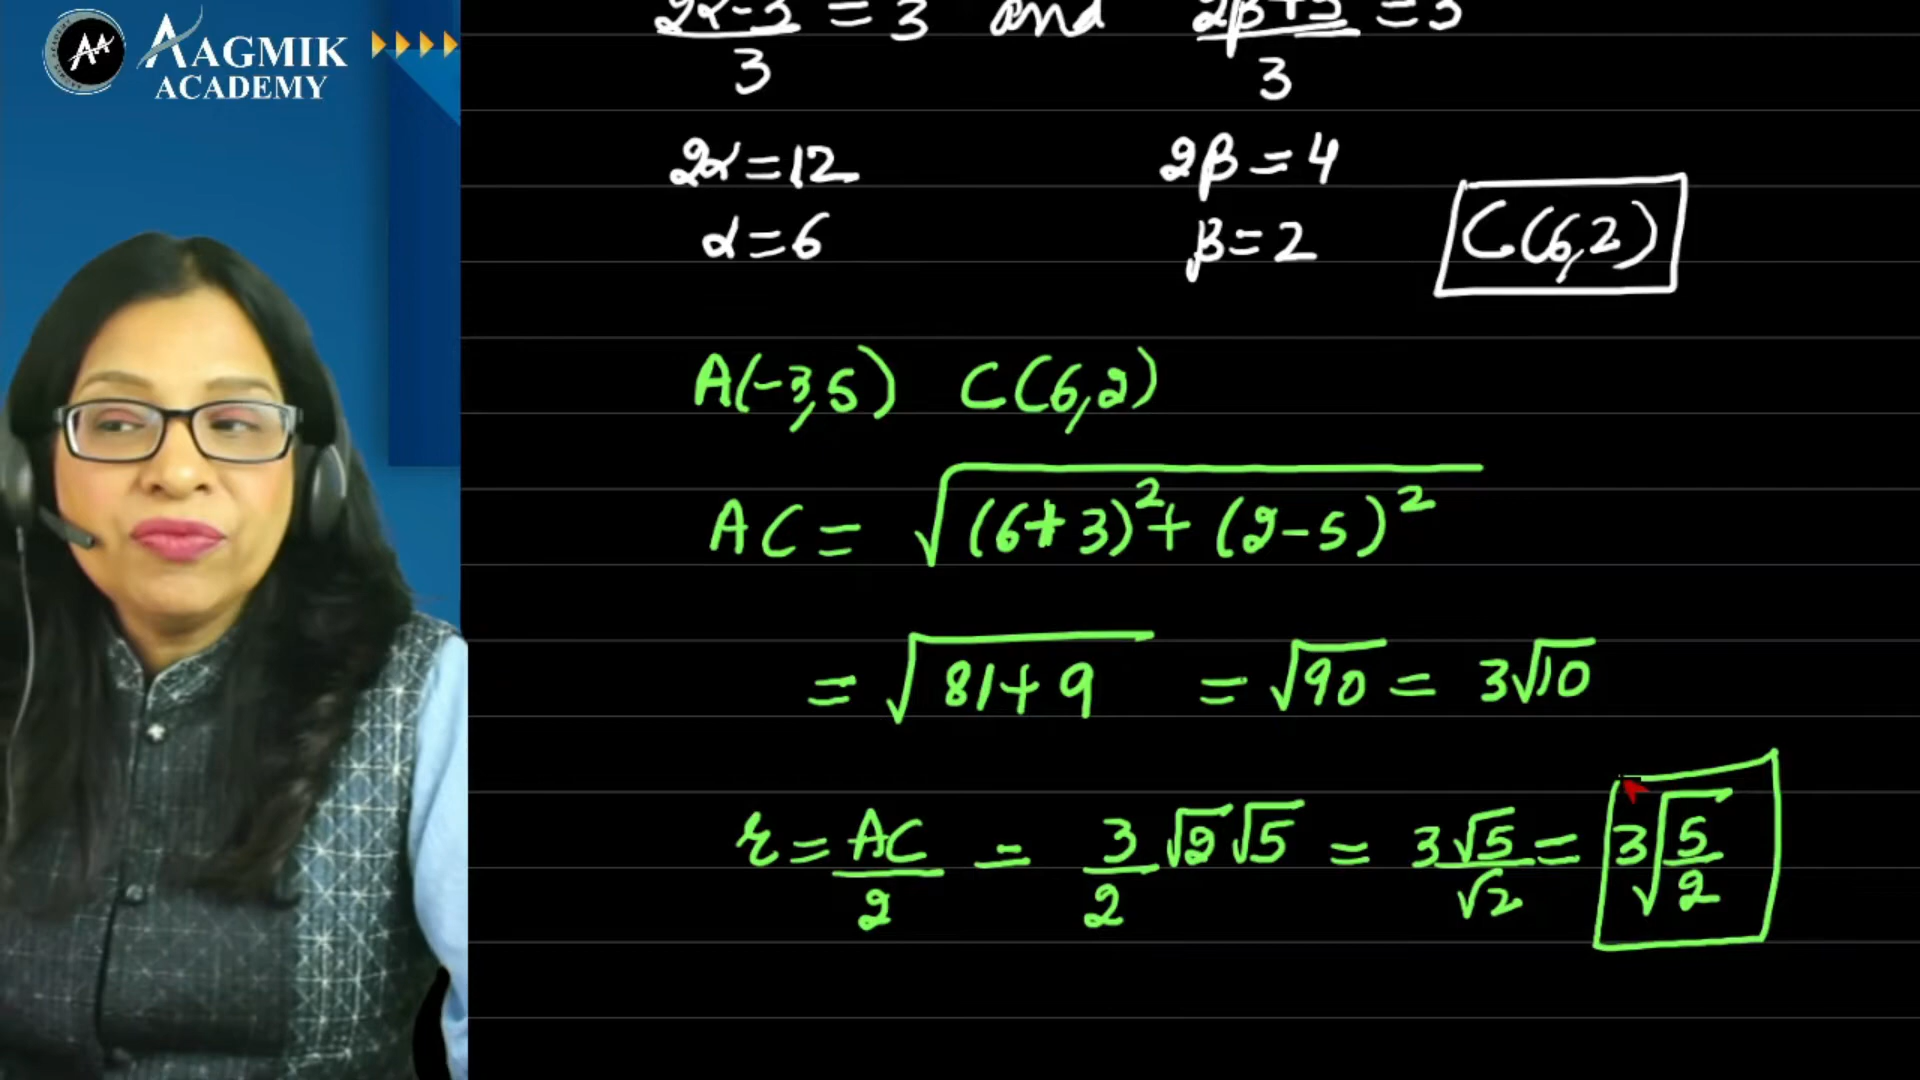 AAGMIK
ACADEMY
(2α-3)/3 = 3 and (2β+5)/3 = 3
2α=12 2β=4
α=6 β=2 C(6,2)
A(-3,5) C(6,2)
AC = √((6+3)²+(2-5)²)
= √(81+9) = √90 = 3√10
r = AC/2 = 3/2 √2 √5 = 3√5/√2 = 3√(5/2)